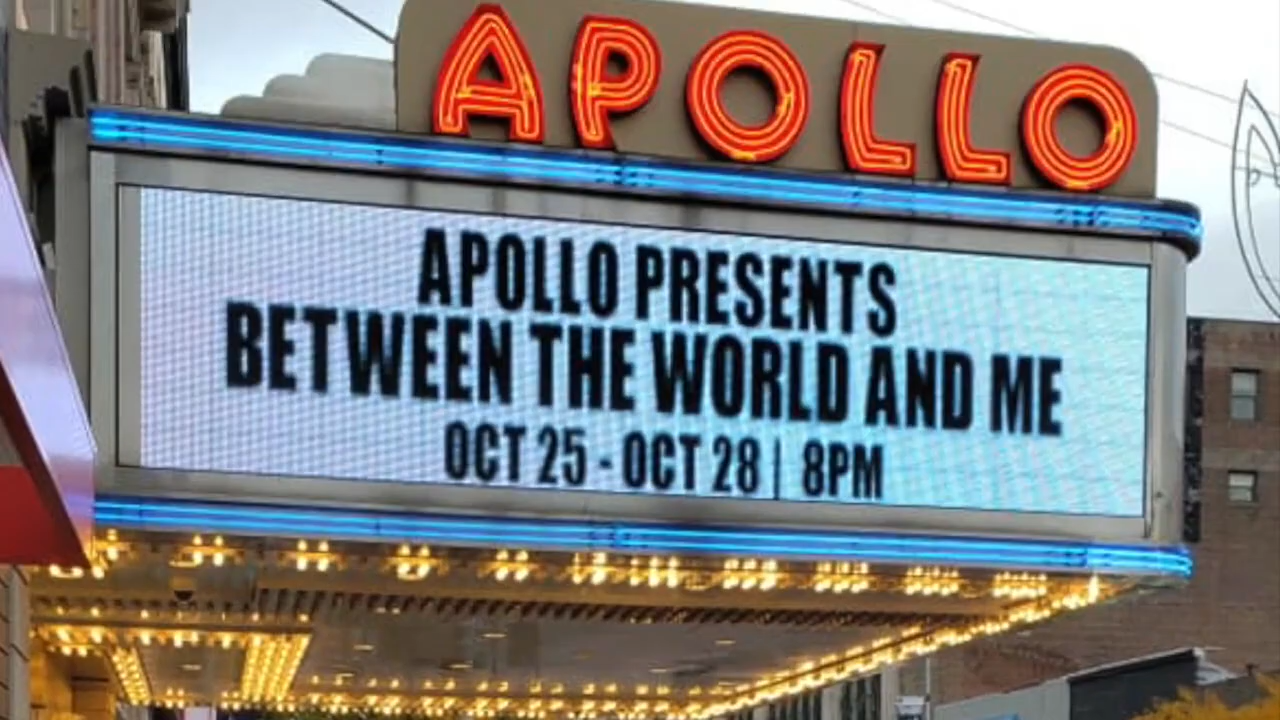 APOLLO
APOLLO PRESENTS
BETWEEN THE WORLD AND ME
OCT 25 - OCT 28 | 8PM